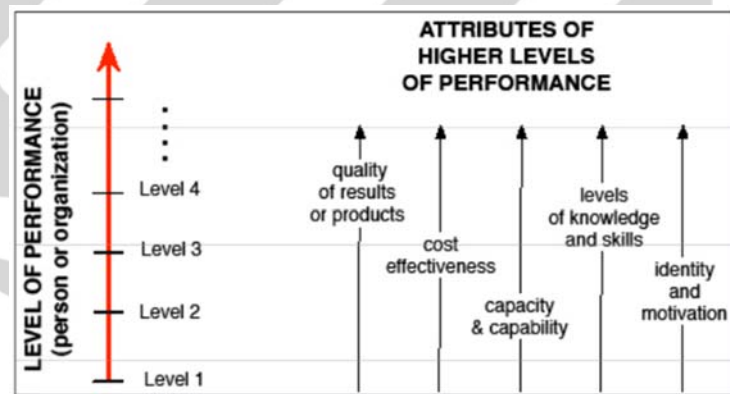 ATTRIBUTES OF
HIGHER LEVELS
OF PERFORMANCE
LEVEL OF PERFORMANCE
(person or organization)
Level 4
Level 3
Level 2
Level 1
quality
of results
or products
cost
effectiveness
capacity
& capability
levels
of knowledge
and skills
identity
and
motivation